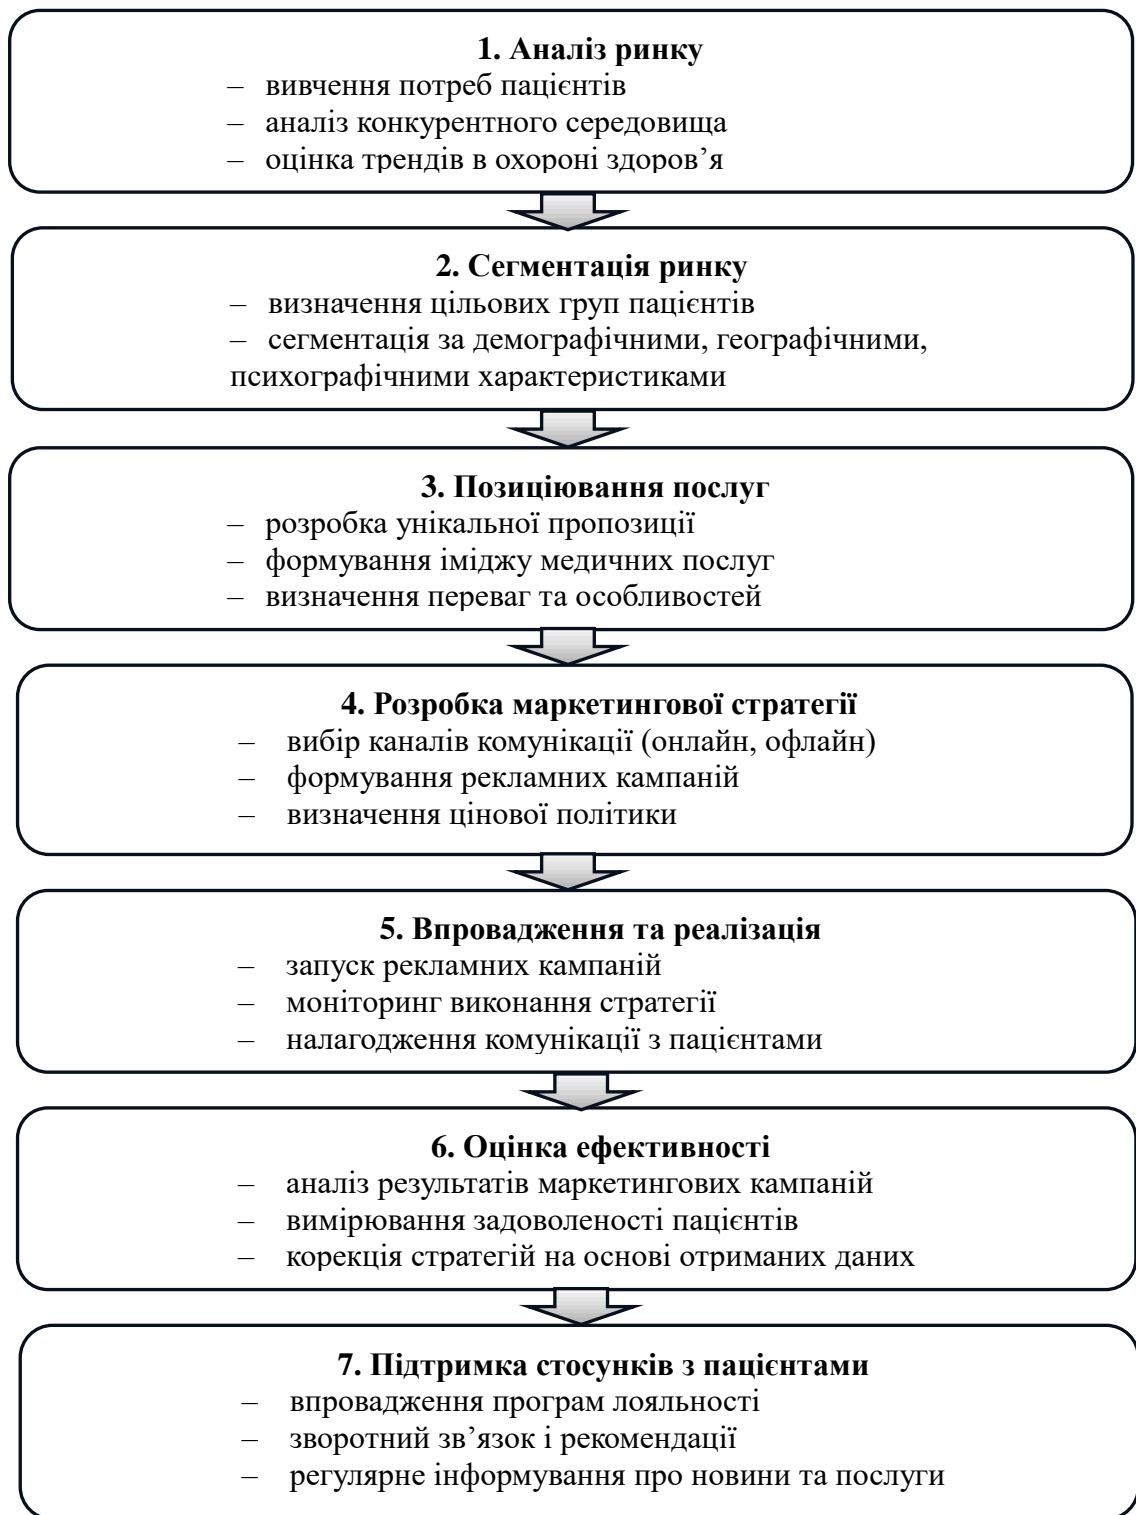 1. Аналіз ринку
– вивчення потреб пацієнтів
– аналіз конкурентного середовища
– оцінка трендів в охороні здоров’я
2. Сегментація ринку
– визначення цільових груп пацієнтів
– сегментація за демографічними, географічними,
психографічними характеристиками
3. Позиціювання послуг
– розробка унікальної пропозиції
– формування іміджу медичних послуг
– визначення переваг та особливостей
4. Розробка маркетингової стратегії
– вибір каналів комунікації (онлайн, офлайн)
– формування рекламних кампаній
– визначення цінової політики
5. Впровадження та реалізація
– запуск рекламних кампаній
– моніторинг виконання стратегії
– налагодження комунікації з пацієнтами
6. Оцінка ефективності
– аналіз результатів маркетингових кампаній
– вимірювання задоволеності пацієнтів
– корекція стратегій на основі отриманих даних
7. Підтримка стосунків з пацієнтами
– впровадження програм лояльності
– зворотний зв’язок і рекомендації
– регулярне інформування про новини та послуги